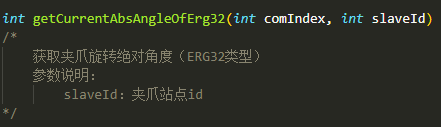 int getCurrentAbsAngleOfErg32(int comIndex, int slaveId)
/*
获取夹爪旋转绝对角度（ERG32类型）
参数说明：
slaveId：夹爪站点id
*/